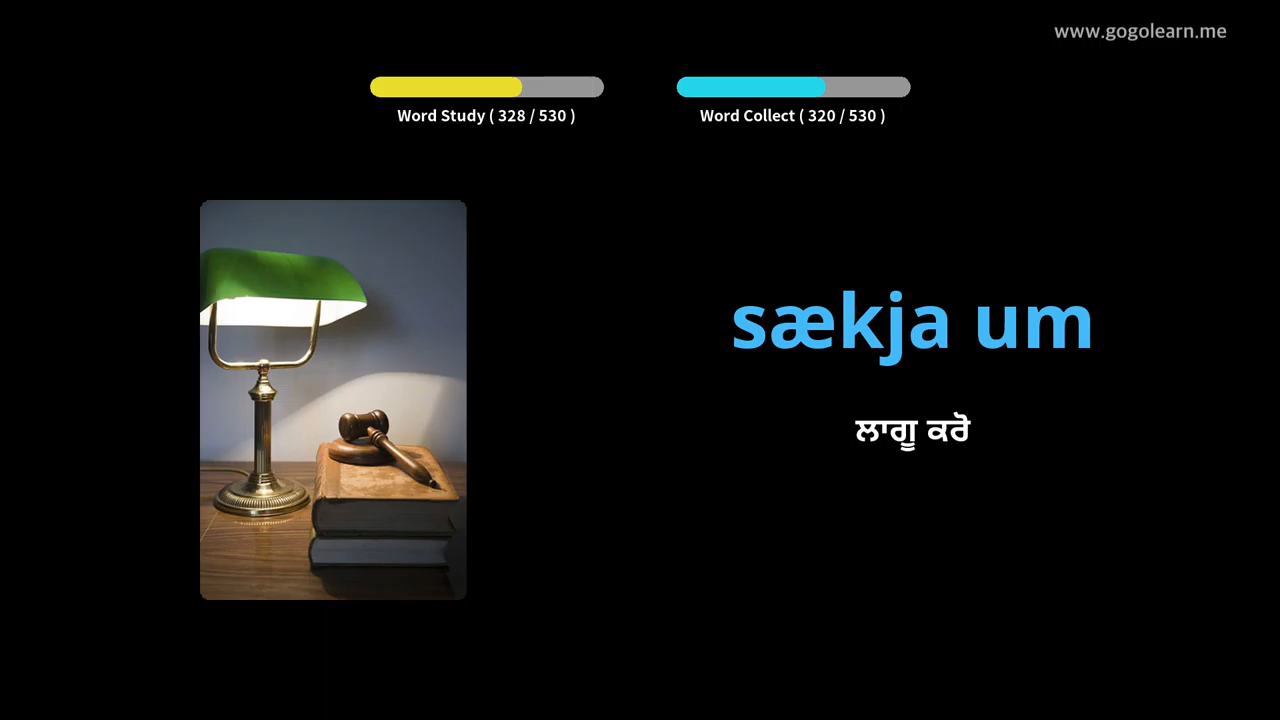 www.gogolearn.me
Word Study ( 328 / 530 )
Word Collect ( 320 / 530 )
sækja um
ਲਾਗੂ ਕਰੋ